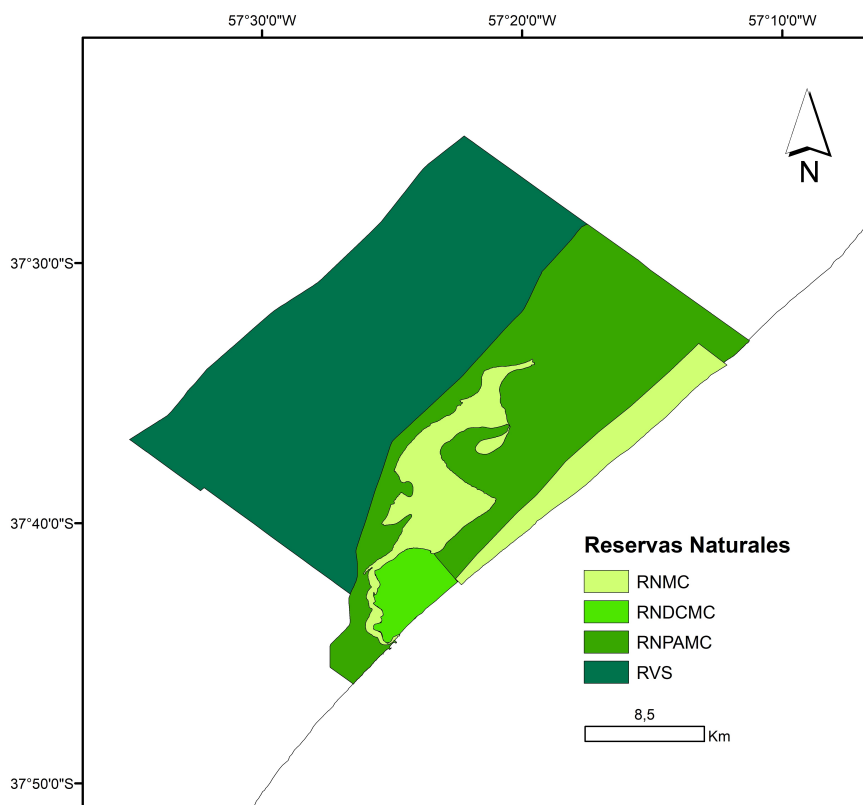 57°30'0"W 57°20'0"W 57°10'0"W
N
37°30'0"S
37°40'0"S
Reservas Naturales
RNMC
RNDCMC
RNPAMC
RVS
8,5
Km
37°50'0"S